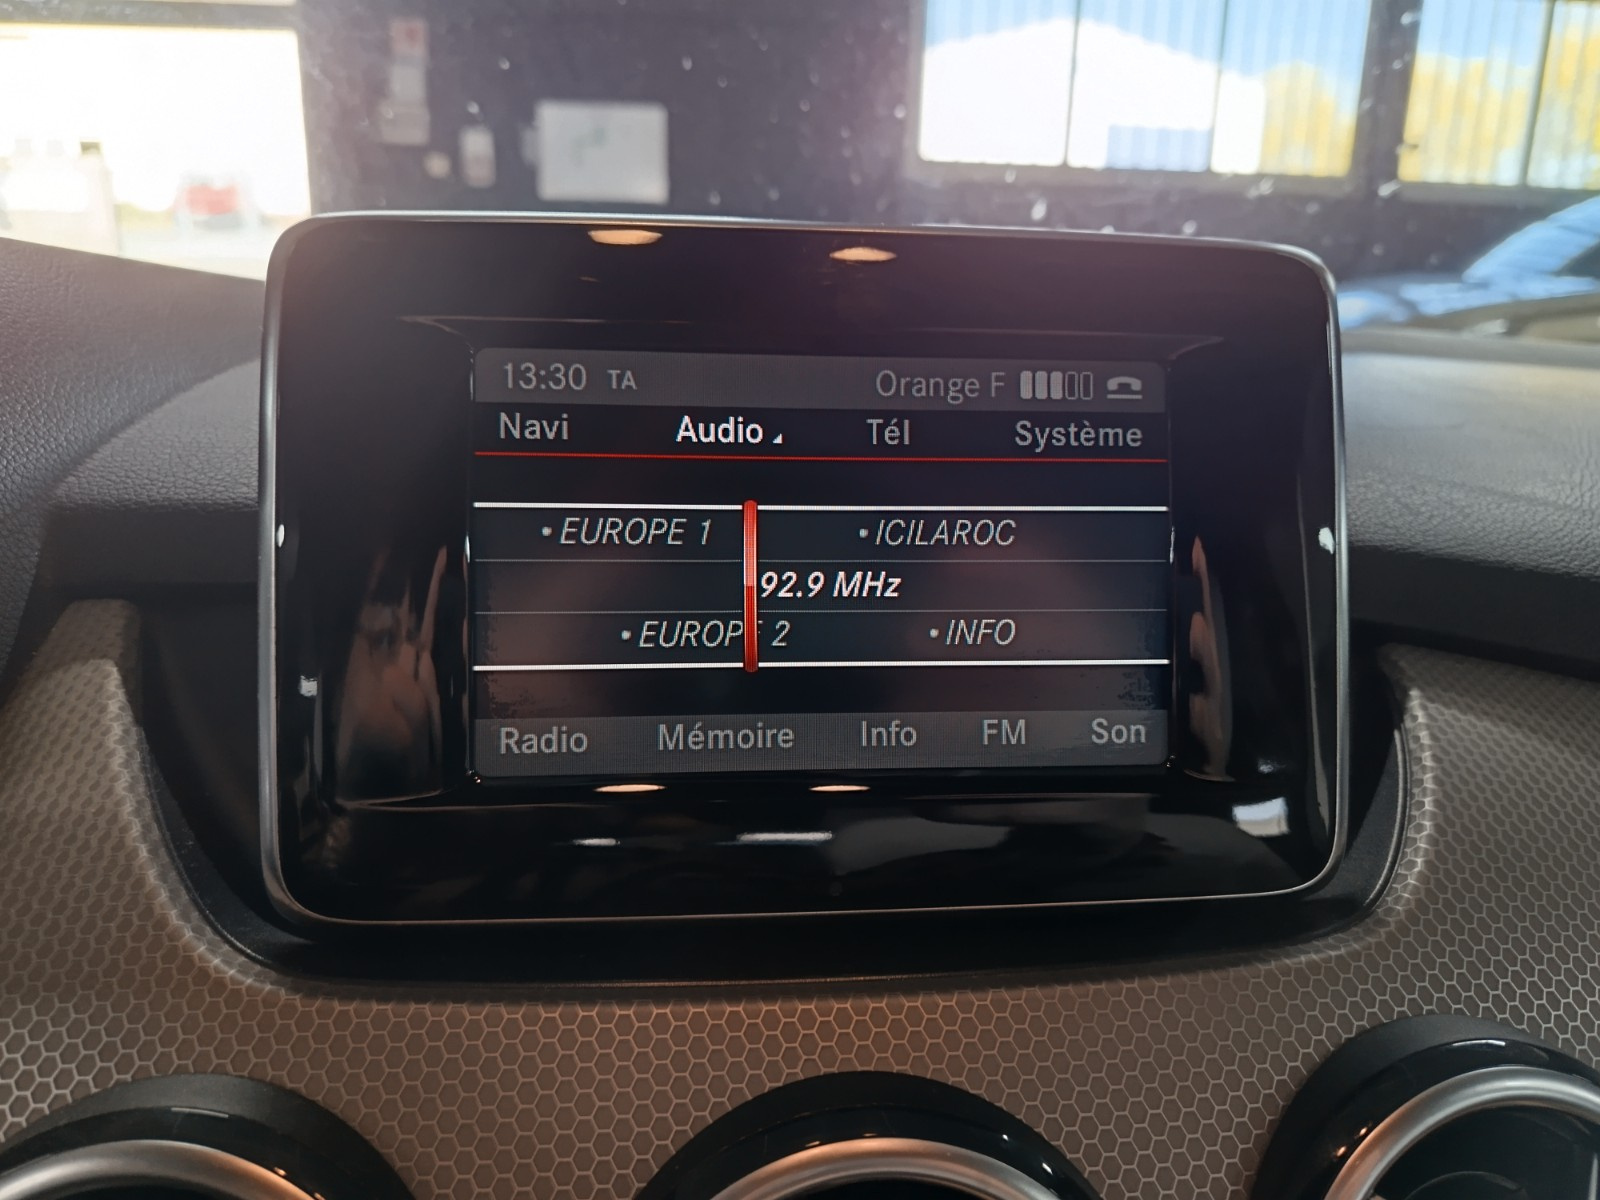 13:30 TA Orange F
Navi Audio Tél Système
• EUROPE 1 • ICILAROC
92.9 MHz
• EUROPE 2 • INFO
Radio Mémoire Info FM Son